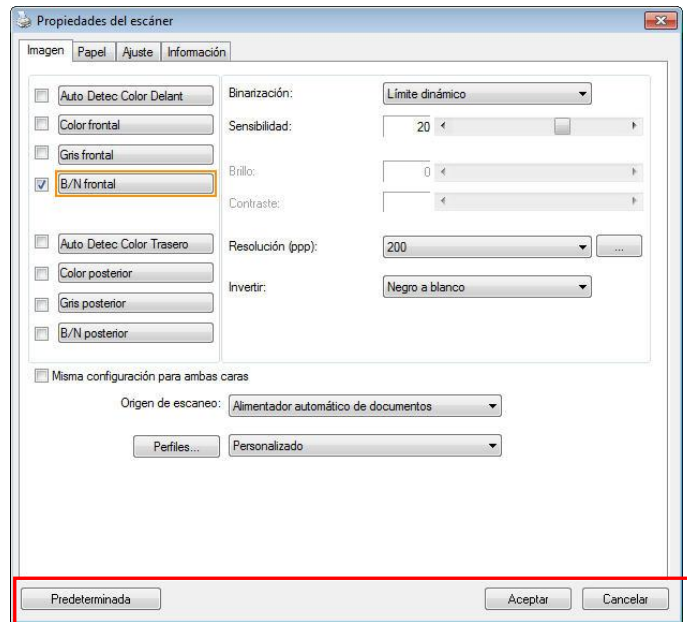 Propiedades del escáner
Imagen Papel Ajuste Información
Auto Detec Color Delant
Color frontal
Gris frontal
B/N frontal
Auto Detec Color Trasero
Color posterior
Gris posterior
B/N posterior
Binarización: Límite dinámico
Sensibilidad: 20
Brillo: 0
Contraste:
Resolución (ppp): 200 ...
Invertir: Negro a blanco
Misma configuración para ambas caras
Origen de escaneo: Alimentador automático de documentos
Perfiles... Personalizado
Predeterminada Aceptar Cancelar